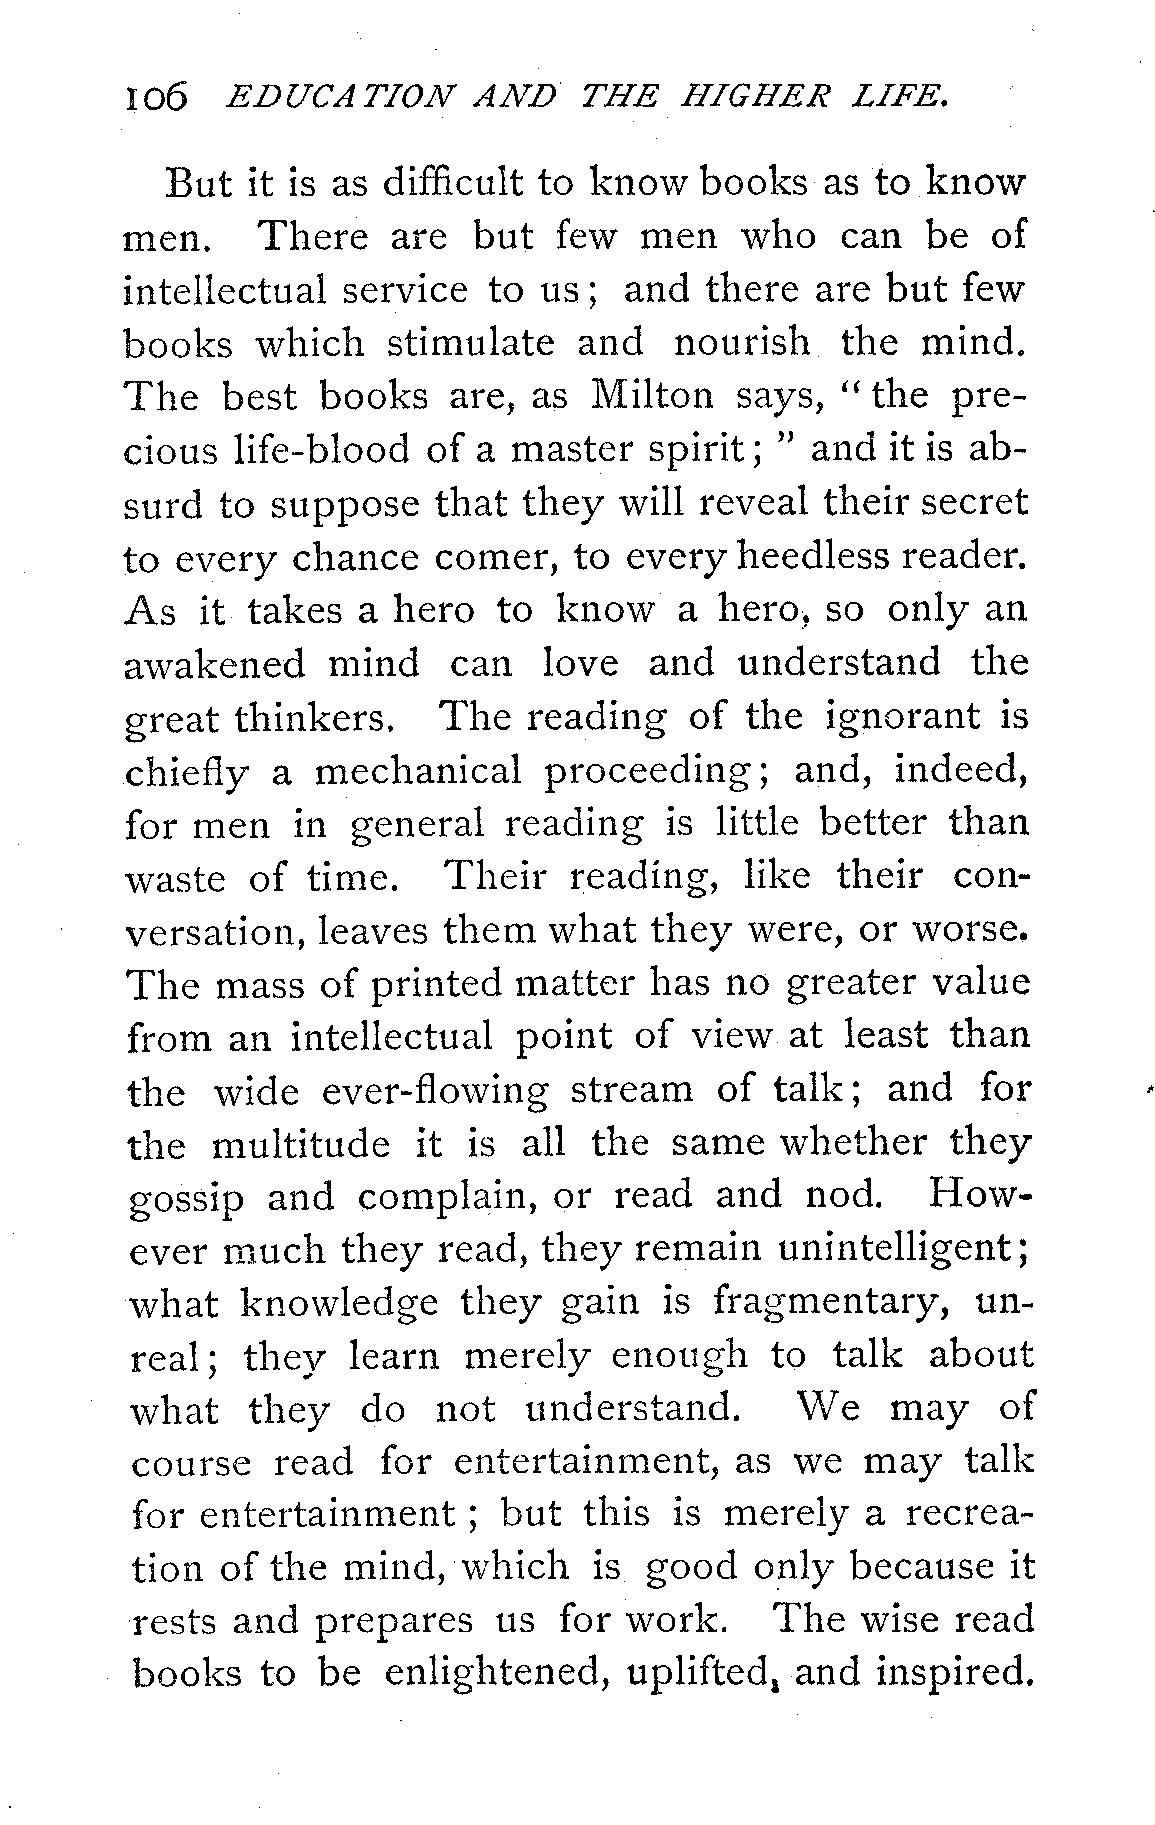 106 EDUCATION AND THE HIGHER LIFE.
But it is as difficult to know books as to know
men. There are but few men who can be of
intellectual service to us; and there are but few
books which stimulate and nourish the mind.
The best books are, as Milton says, “the pre-
cious life-blood of a master spirit;” and it is ab-
surd to suppose that they will reveal their secret
to every chance comer, to every heedless reader.
As it takes a hero to know a hero, so only an
awakened mind can love and understand the
great thinkers. The reading of the ignorant is
chiefly a mechanical proceeding; and, indeed,
for men in general reading is little better than
waste of time. Their reading, like their con-
versation, leaves them what they were, or worse.
The mass of printed matter has no greater value
from an intellectual point of view at least than
the wide ever-flowing stream of talk; and for
the multitude it is all the same whether they
gossip and complain, or read and nod. How-
ever much they read, they remain unintelligent;
what knowledge they gain is fragmentary, un-
real; they learn merely enough to talk about
what they do not understand. We may of
course read for entertainment, as we may talk
for entertainment; but this is merely a recrea-
tion of the mind, which is good only because it
rests and prepares us for work. The wise read
books to be enlightened, uplifted, and inspired.